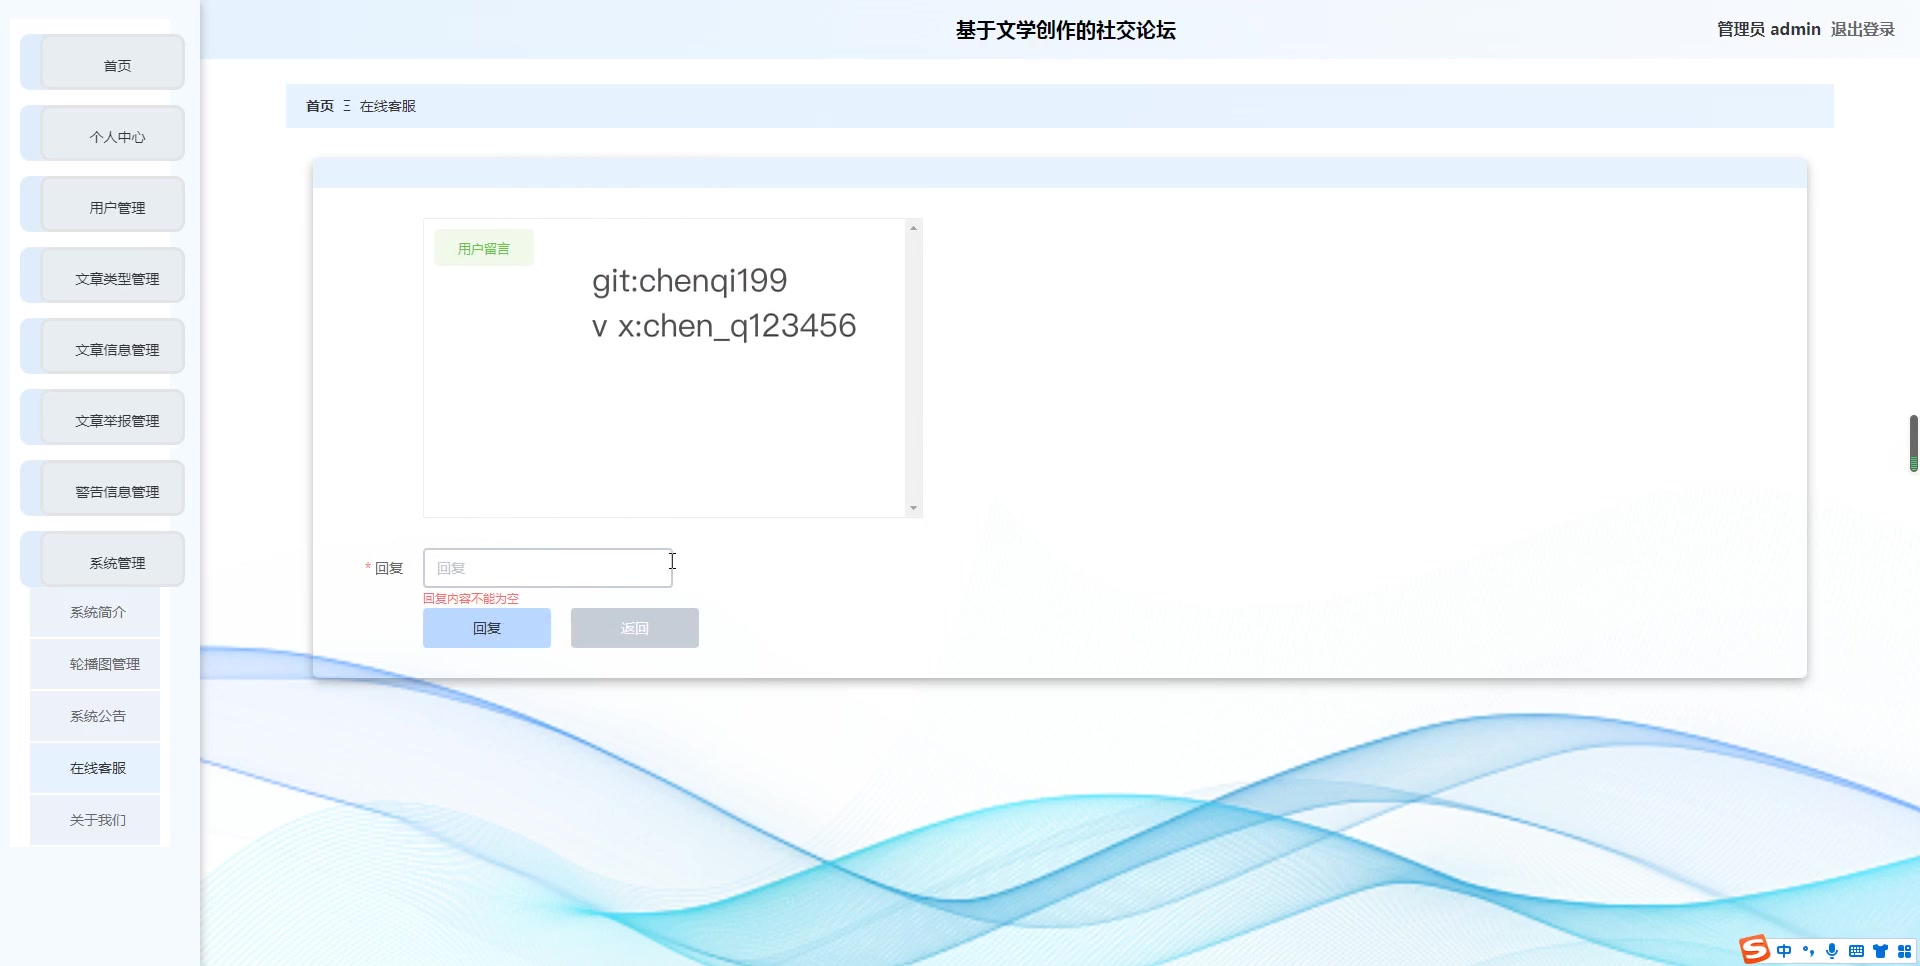 基于文学创作的社交论坛
管理员 admin 退出登录
首页
个人中心
用户管理
文章类型管理
文章信息管理
文章举报管理
警告信息管理
系统管理
系统简介
轮播图管理
系统公告
在线客服
关于我们
首页 Ξ 在线客服
用户留言
git:chenqi199
v x:chen_q123456
* 回复 回复
回复内容不能为空
回复 返回
S 中 °,